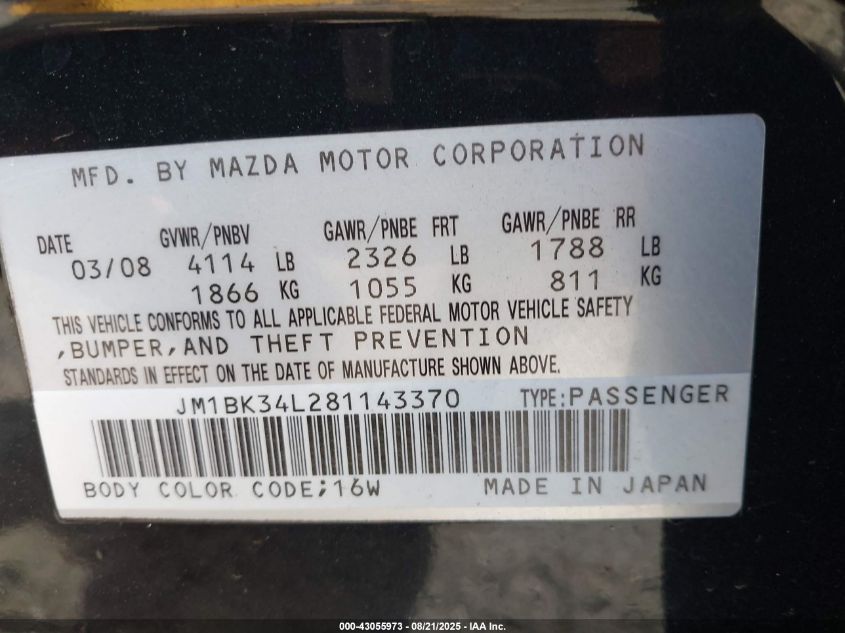 MFD. BY MAZDA MOTOR CORPORATION
DATE GVWR/PNBV GAWR/PNBE FRT GAWR/PNBE RR
03/08 4114 LB 2326 LB 1788 LB
1866 KG 1055 KG 811 KG
THIS VEHICLE CONFORMS TO ALL APPLICABLE FEDERAL MOTOR VEHICLE SAFETY
,BUMPER,AND THEFT PREVENTION
STANDARDS IN EFFECT ON THE DATE OF MANUFACTURE SHOWN ABOVE.
JM1BK34L281143370 TYPE:PASSENGER
BODY COLOR CODE;16W MADE IN JAPAN
000-43055973 - 08/21/2025 - IAA Inc.